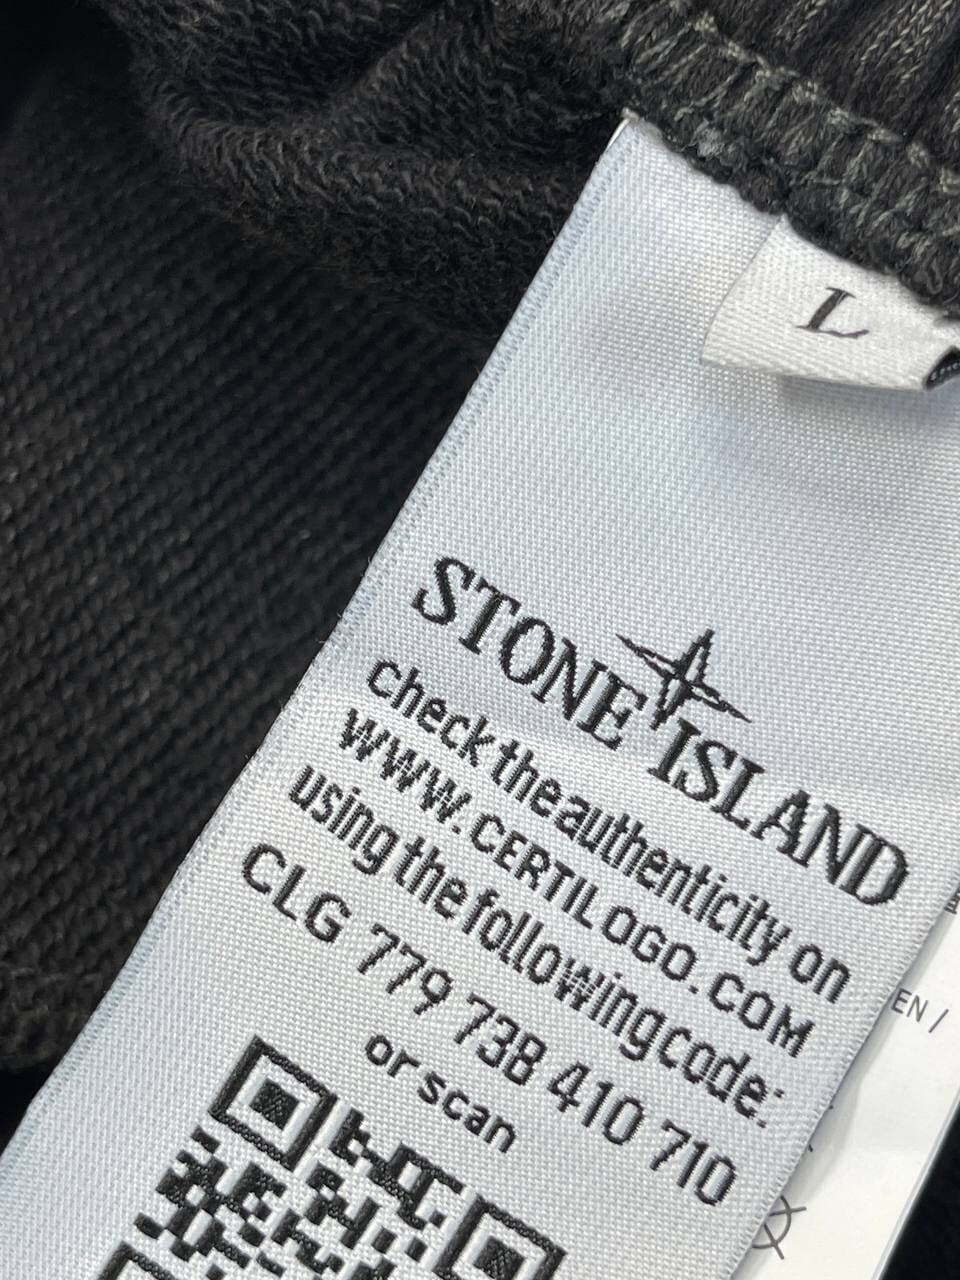 L
STONE ISLAND
check the authenticity on
WWW.CERTILOGO.COM
using the following code:
CLG 779 738 410 710
or scan
EN /